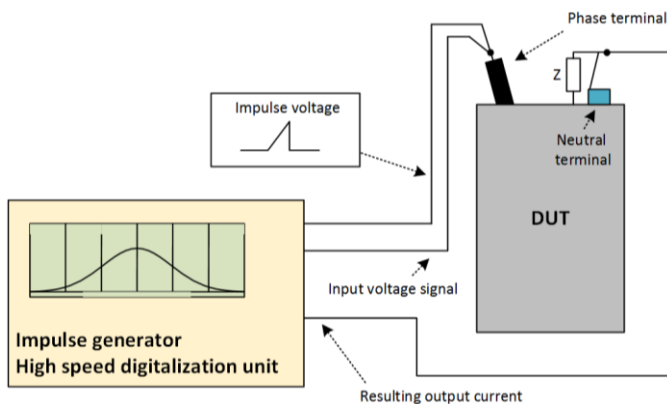 Phase terminal
Impulse voltage
Z
Neutral
terminal
DUT
Input voltage signal
Impulse generator
High speed digitalization unit
Resulting output current